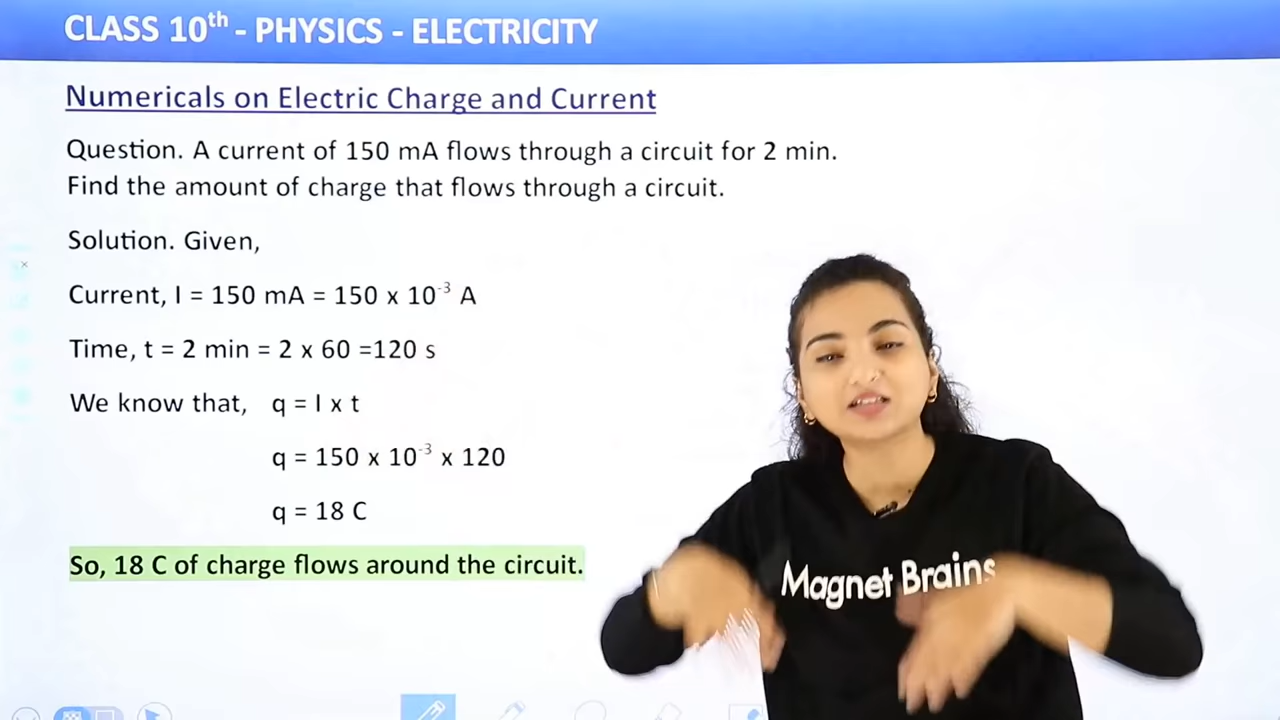 CLASS 10th - PHYSICS - ELECTRICITY
Numericals on Electric Charge and Current
Question. A current of 150 mA flows through a circuit for 2 min.
Find the amount of charge that flows through a circuit.
Solution. Given,
Current, I = 150 mA = 150 x 10⁻³ A
Time, t = 2 min = 2 x 60 =120 s
We know that, q = I x t
q = 150 x 10⁻³ x 120
q = 18 C
So, 18 C of charge flows around the circuit.
Magnet Brains